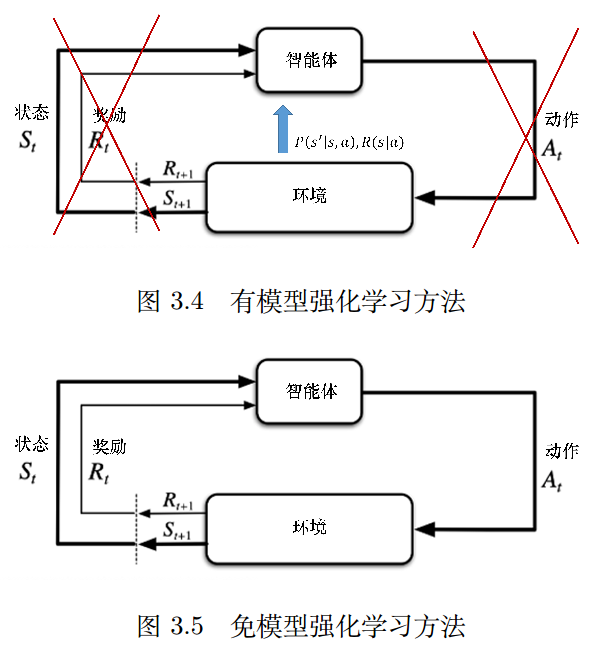 智能体
状态
S_t
奖励
R_t
P(s'|s,a),R(s|a)
动作
A_t
R_{t+1}
S_{t+1}
环境
图 3.4 有模型强化学习方法
智能体
状态
S_t
奖励
R_t
动作
A_t
R_{t+1}
S_{t+1}
环境
图 3.5 免模型强化学习方法